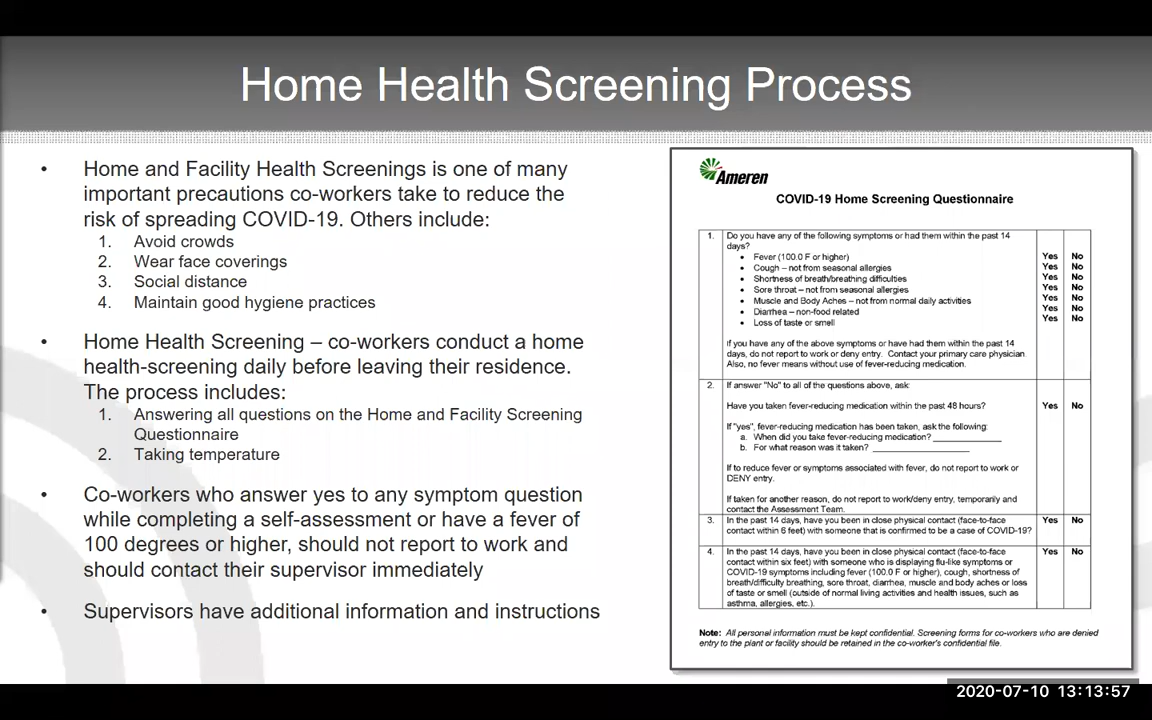 Home Health Screening Process
• Home and Facility Health Screenings is one of many
important precautions co-workers take to reduce the
risk of spreading COVID-19. Others include:
1. Avoid crowds
2. Wear face coverings
3. Social distance
4. Maintain good hygiene practices
• Home Health Screening – co-workers conduct a home
health-screening daily before leaving their residence.
The process includes:
1. Answering all questions on the Home and Facility Screening
Questionnaire
2. Taking temperature
• Co-workers who answer yes to any symptom question
while completing a self-assessment or have a fever of
100 degrees or higher, should not report to work and
should contact their supervisor immediately
• Supervisors have additional information and instructions
Ameren
COVID-19 Home Screening Questionnaire
1. Do you have any of the following symptoms or had them within the past 14
days?
• Fever (100.0 F or higher) Yes No
• Cough – not from seasonal allergies Yes No
• Shortness of breath/breathing difficulties Yes No
• Sore throat – not from seasonal allergies Yes No
• Muscle and Body Aches – not from normal daily activities Yes No
• Diarrhea – non-food related Yes No
• Loss of taste or smell Yes No
If you have any of the above symptoms or have had them within the past 14
days, do not report to work or deny entry. Contact your primary care physician.
Also, no fever means without use of fever-reducing medication.
2. If answer "No" to all of the questions above, ask:
Have you taken fever-reducing medication within the past 48 hours? Yes No
If "yes", fever-reducing medication has been taken, ask the following:
a. When did you take fever-reducing medication?
b. For what reason was it taken?
If to reduce fever or symptoms associated with fever, do not report to work or
DENY entry.
If taken for another reason, do not report to work/deny entry, temporarily and
contact the Assessment Team.
3. In the past 14 days, have you been in close physical contact (face-to-face Yes No
contact within 6 feet) with someone that is confirmed to be a case of COVID-19?
4. In the past 14 days, have you been in close physical contact (face-to-face Yes No
contact within six feet) with someone who is displaying flu-like symptoms or
COVID-19 symptoms including fever (100.0 F or higher), cough, shortness of
breath/difficulty breathing, sore throat, diarrhea, muscle and body aches or loss
of taste or smell (outside of normal living activities and health issues, such as
asthma, allergies, etc.).
Note: All personal information must be kept confidential. Screening forms for co-workers who are denied
entry to the plant or facility should be retained in the co-worker's confidential file.
2020-07-10 13:13:57